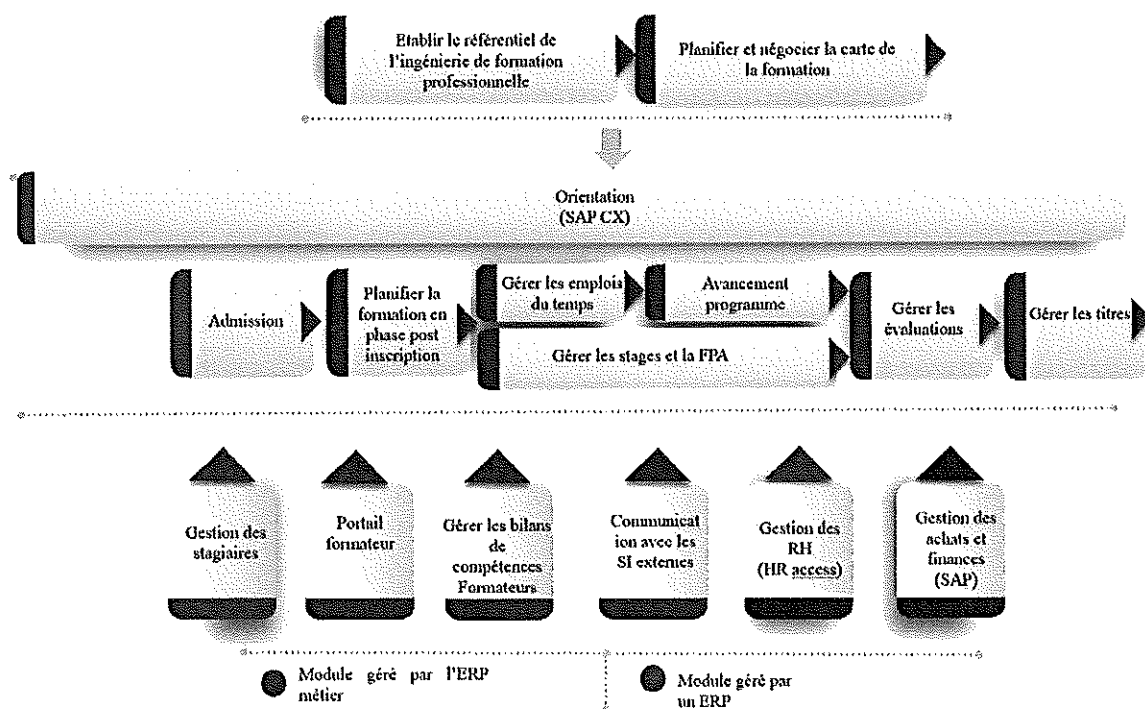 Etablir le référentiel de
l'ingénierie de formation
professionnelle
Planifier et négocier la carte de
la formation
Orientation
(SAP CX)
Admission
Planifier la
formation en
phase post
inscription
Gérer les emplois
du temps
Avancement
programme
Gérer les stages et la FPA
Gérer les
évaluations
Gérer les titres
Gestion des
stagiaires
Portail
formateur
Gérer les bilans
de
compétences
Formateurs
Communicat
ion avec les
SI externes
Gestion des
RH
(HR access)
Gestion des
achats et
finances
(SAP)
Module géré par l'ERP
métier
Module géré par
un ERP